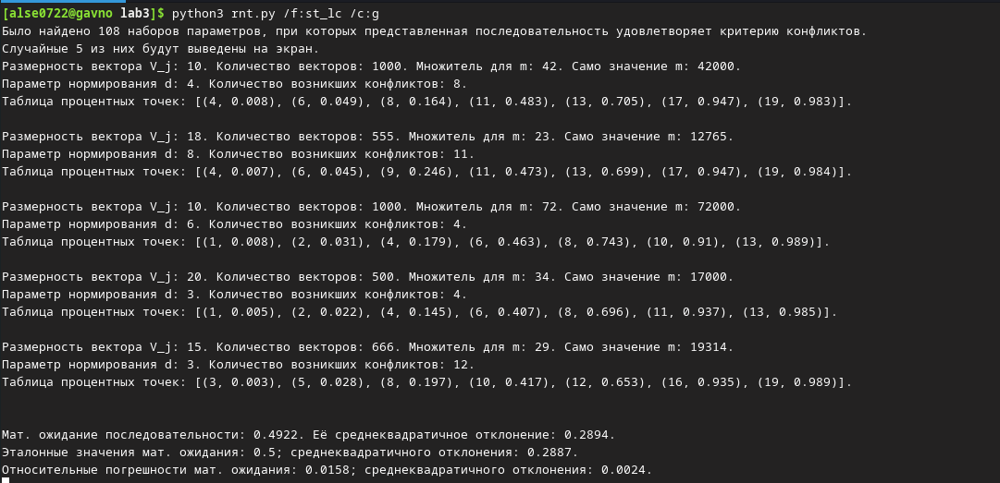 [alse0722@gavno lab3]$ python3 rnt.py /f:st_lc /c:g
Было найдено 108 наборов параметров, при которых представленная последовательность удовлетворяет критерию конфликтов.
Случайные 5 из них будут выведены на экран.
Размерность вектора V_j: 10. Количество векторов: 1000. Множитель для m: 42. Само значение m: 42000.
Параметр нормирования d: 4. Количество возникших конфликтов: 8.
Таблица процентных точек: [(4, 0.008), (6, 0.049), (8, 0.164), (11, 0.483), (13, 0.705), (17, 0.947), (19, 0.983)].
Размерность вектора V_j: 18. Количество векторов: 555. Множитель для m: 23. Само значение m: 12765.
Параметр нормирования d: 8. Количество возникших конфликтов: 11.
Таблица процентных точек: [(4, 0.007), (6, 0.045), (9, 0.246), (11, 0.473), (13, 0.699), (17, 0.947), (19, 0.984)].
Размерность вектора V_j: 10. Количество векторов: 1000. Множитель для m: 72. Само значение m: 72000.
Параметр нормирования d: 6. Количество возникших конфликтов: 4.
Таблица процентных точек: [(1, 0.008), (2, 0.031), (4, 0.179), (6, 0.463), (8, 0.743), (10, 0.91), (13, 0.989)].
Размерность вектора V_j: 20. Количество векторов: 500. Множитель для m: 34. Само значение m: 17000.
Параметр нормирования d: 3. Количество возникших конфликтов: 4.
Таблица процентных точек: [(1, 0.005), (2, 0.022), (4, 0.145), (6, 0.407), (8, 0.696), (11, 0.937), (13, 0.985)].
Размерность вектора V_j: 15. Количество векторов: 666. Множитель для m: 29. Само значение m: 19314.
Параметр нормирования d: 3. Количество возникших конфликтов: 12.
Таблица процентных точек: [(3, 0.003), (5, 0.028), (8, 0.197), (10, 0.417), (12, 0.653), (16, 0.935), (19, 0.989)].
Мат. ожидание последовательности: 0.4922. Её среднеквадратичное отклонение: 0.2894.
Эталонные значения мат. ожидания: 0.5; среднеквадратичного отклонения: 0.2887.
Относительные погрешности мат. ожидания: 0.0158; среднеквадратичного отклонения: 0.0024.